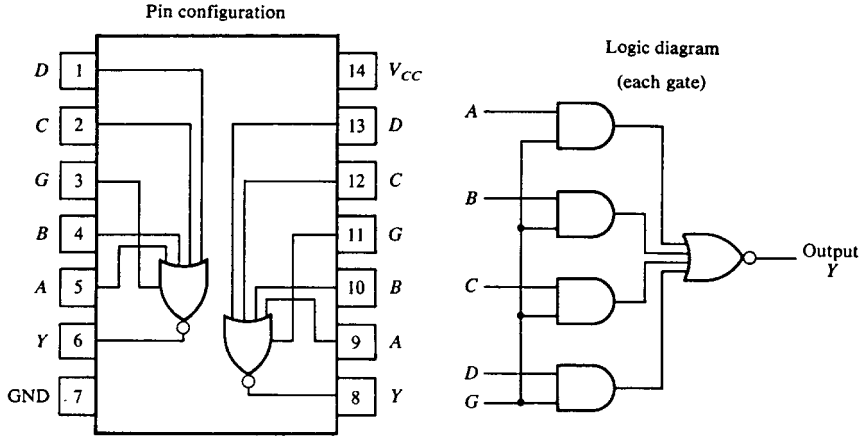 Pin configuration
D 1
C 2
G 3
B 4
A 5
Y 6
GND 7
14 VCC
13 D
12 C
11 G
10 B
9 A
8 Y
Logic diagram
(each gate)
A
B
C
D
G
Output
Y